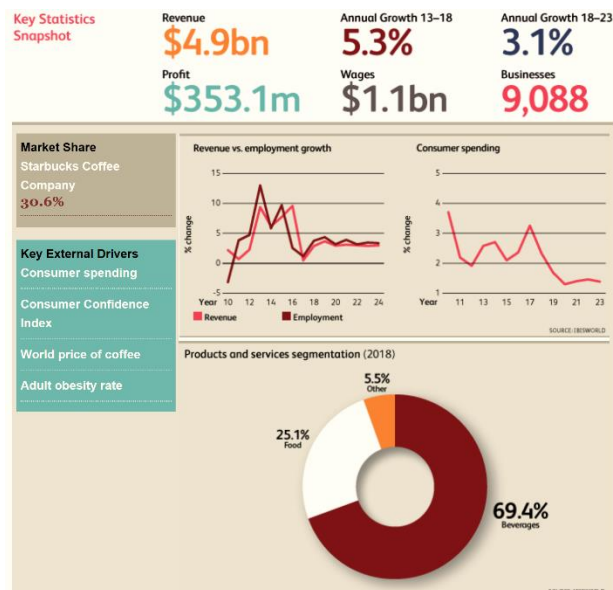 Key Statistics
Snapshot
Revenue
$4.9bn
Annual Growth 13–18
5.3%
Annual Growth 18–23
3.1%
Profit
$353.1m
Wages
$1.1bn
Businesses
9,088
Market Share
Starbucks Coffee
Company
30.6%
Key External Drivers
Consumer spending
Consumer Confidence
Index
World price of coffee
Adult obesity rate
Revenue vs. employment growth
% change
15
10
5
0
-5
Year 10 12 14 16 18 20 22 24
Revenue Employment
Consumer spending
% change
5
4
3
2
1
Year 11 13 15 17 19 21 23
SOURCE: IBISWORLD
Products and services segmentation (2018)
5.5%
Other
25.1%
Food
69.4%
Beverages